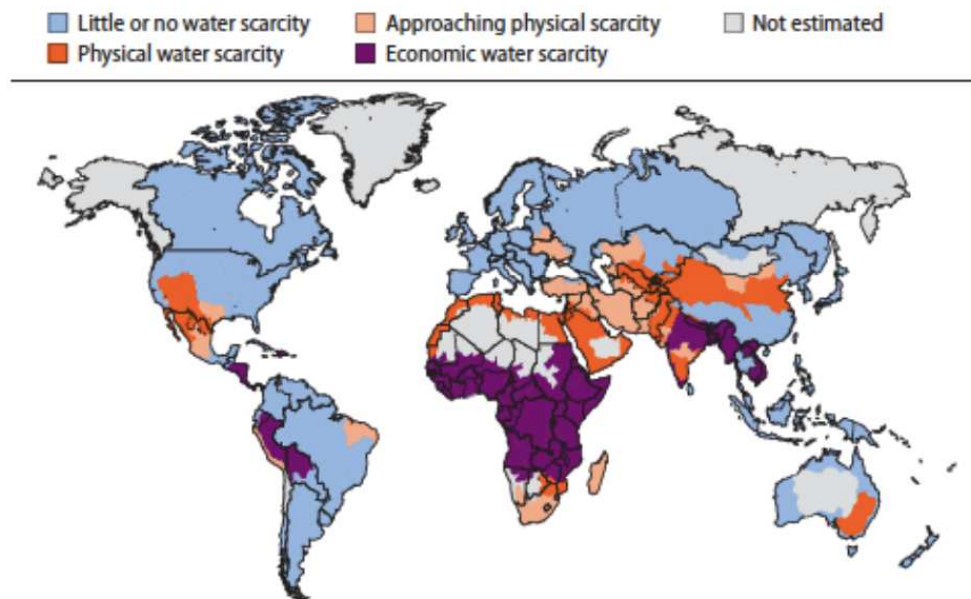 Little or no water scarcity Approaching physical scarcity Not estimated
Physical water scarcity Economic water scarcity